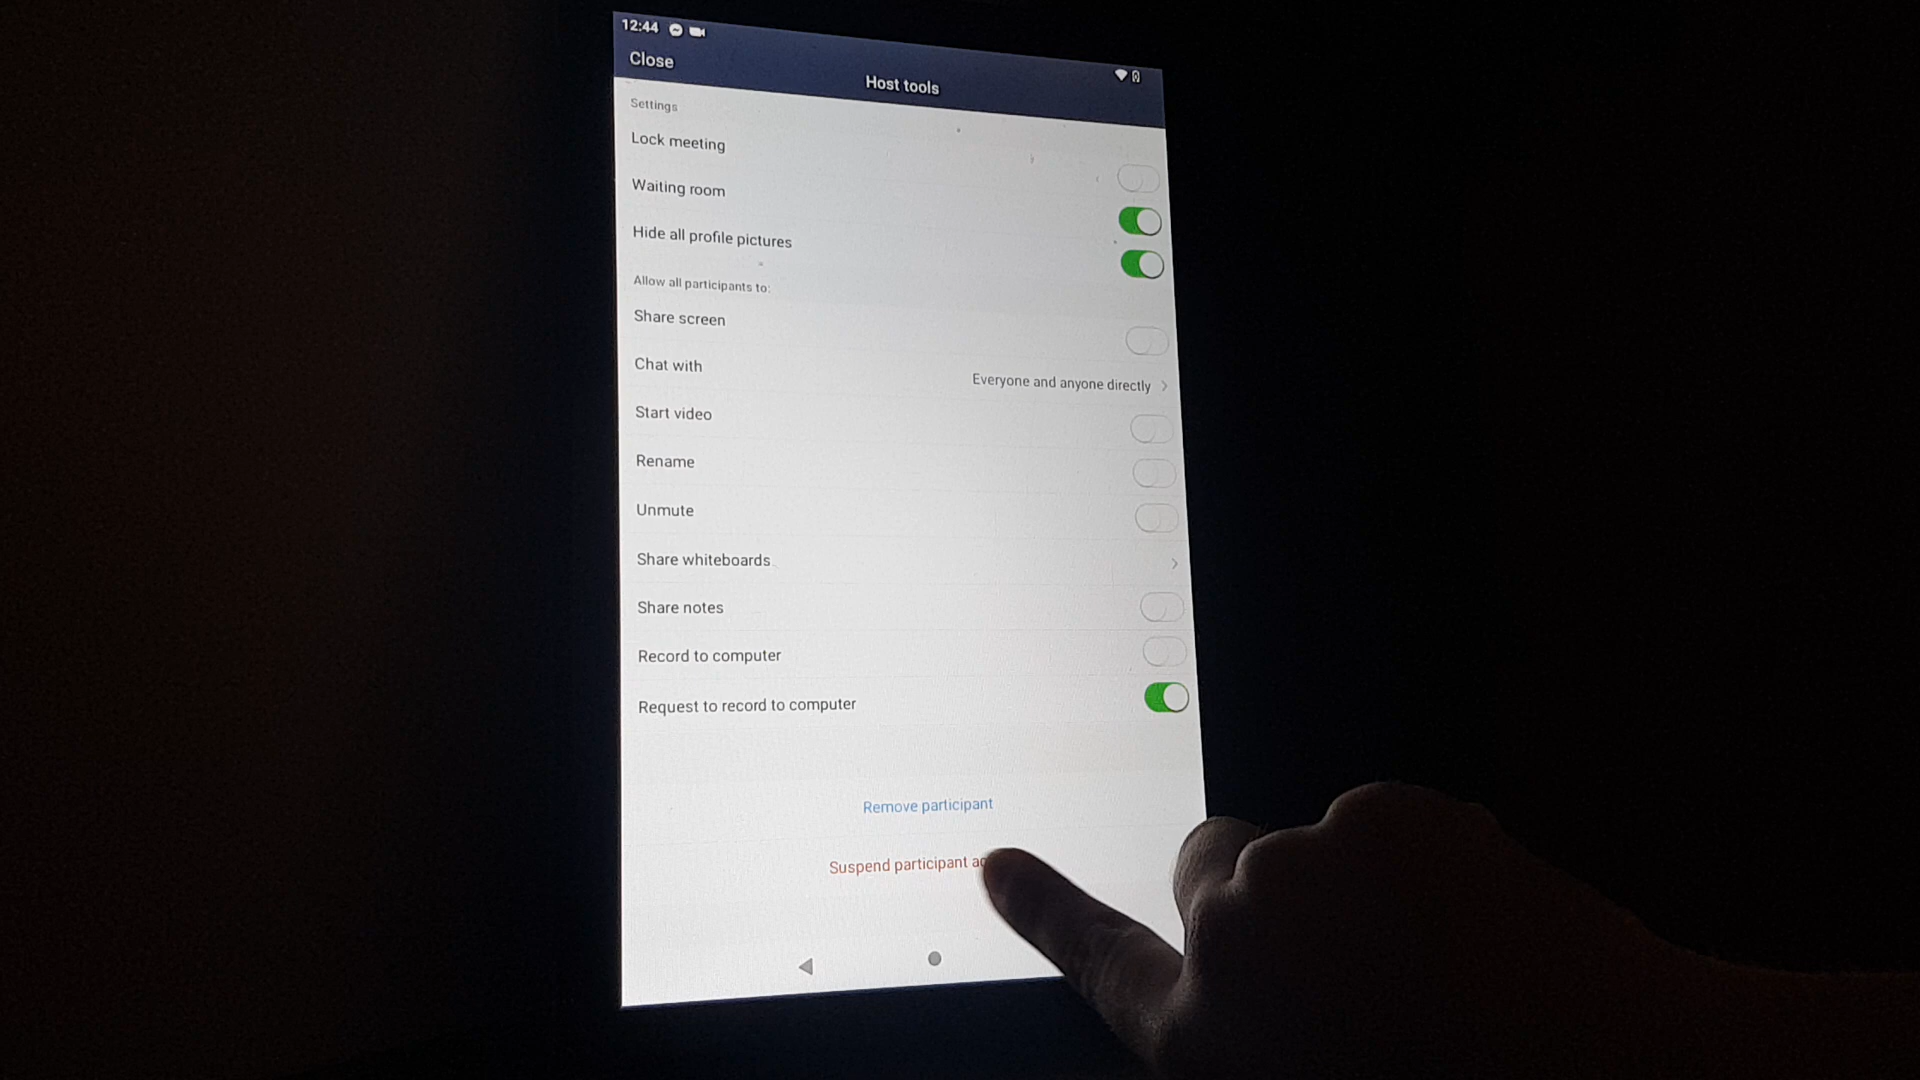 12:44
Close
Host tools
Settings
Lock meeting
Waiting room
Hide all profile pictures
Allow all participants to:
Share screen
Chat with
Everyone and anyone directly
Start video
Rename
Unmute
Share whiteboards
Share notes
Record to computer
Request to record to computer
Remove participant
Suspend participant